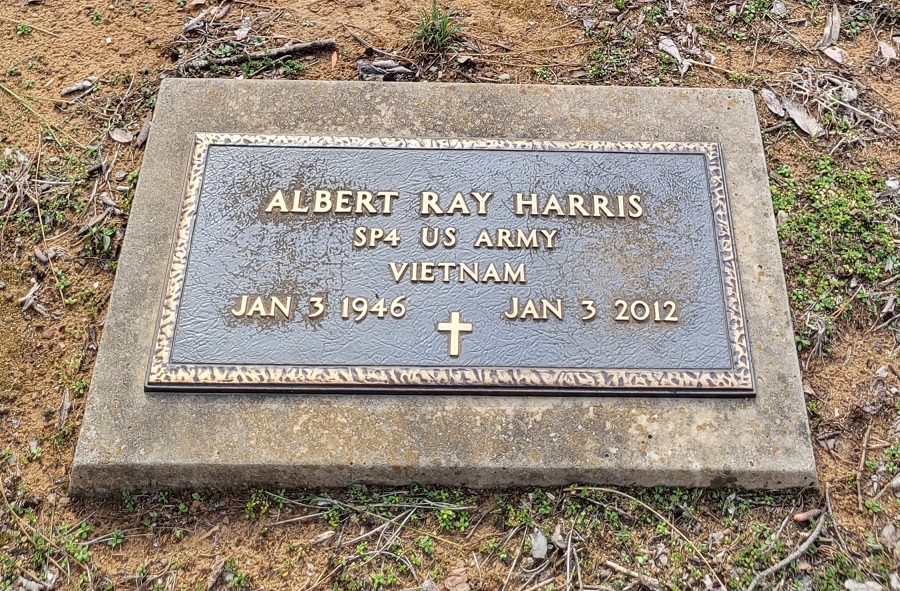 ALBERT RAY HARRIS
SP4 US ARMY
VIETNAM
JAN 3 1946 JAN 3 2012